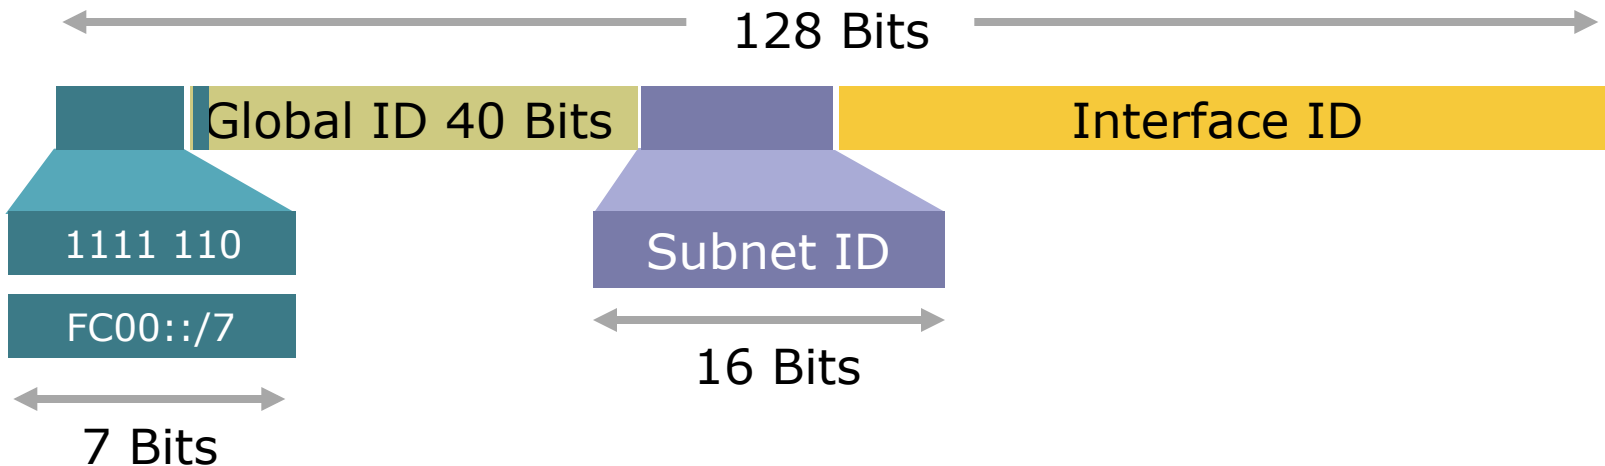 128 Bits
Global ID 40 Bits
Interface ID
1111 110
Subnet ID
FC00::/7
16 Bits
7 Bits